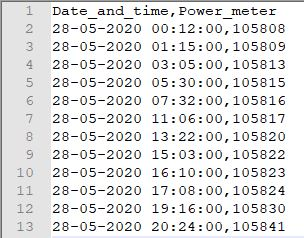 1 Date_and_time,Power_meter
2 28-05-2020 00:12:00,105808
3 28-05-2020 01:15:00,105809
4 28-05-2020 03:05:00,105813
5 28-05-2020 05:30:00,105815
6 28-05-2020 07:32:00,105816
7 28-05-2020 11:06:00,105817
8 28-05-2020 13:22:00,105820
9 28-05-2020 15:03:00,105822
10 28-05-2020 16:10:00,105823
11 28-05-2020 17:08:00,105824
12 28-05-2020 19:16:00,105830
13 28-05-2020 20:24:00,105841